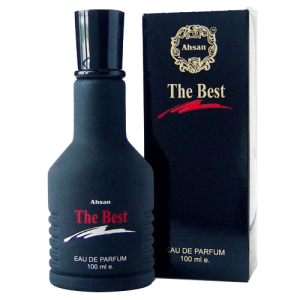 Ahsan
The Best
EAU DE PARFUM
100 ml e.
Ahsan
The Best
EAU DE PARFUM
100 ml e.